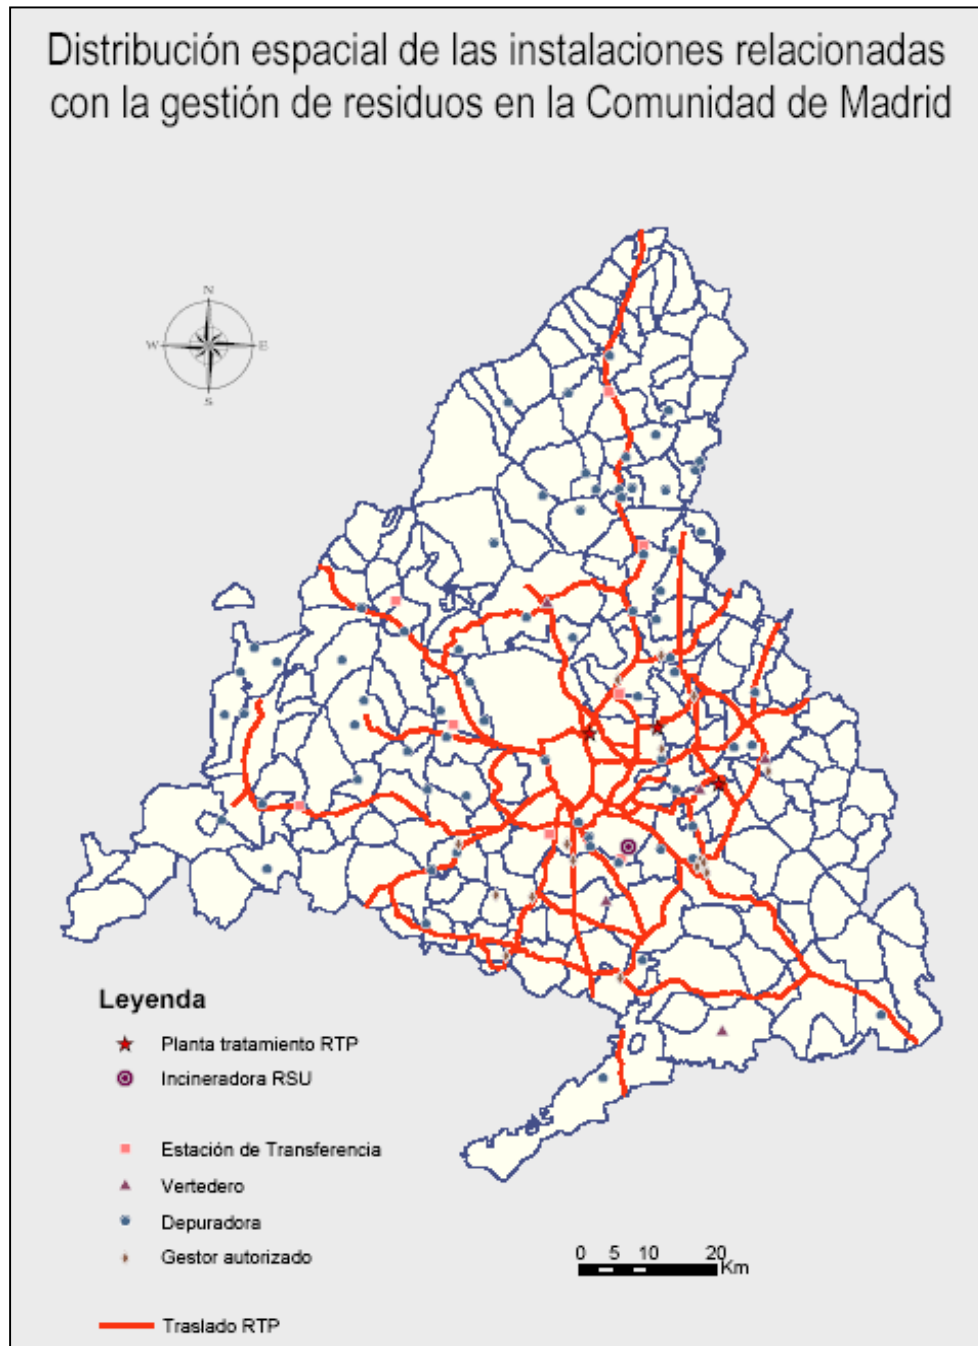 Distribución espacial de las instalaciones relacionadas
con la gestión de residuos en la Comunidad de Madrid
N
W
E
S
Leyenda
Planta tratamiento RTP
Incineradora RSU
Estación de Transferencia
Vertedero
Depuradora
Gestor autorizado
Traslado RTP
0 5 10 20
Km